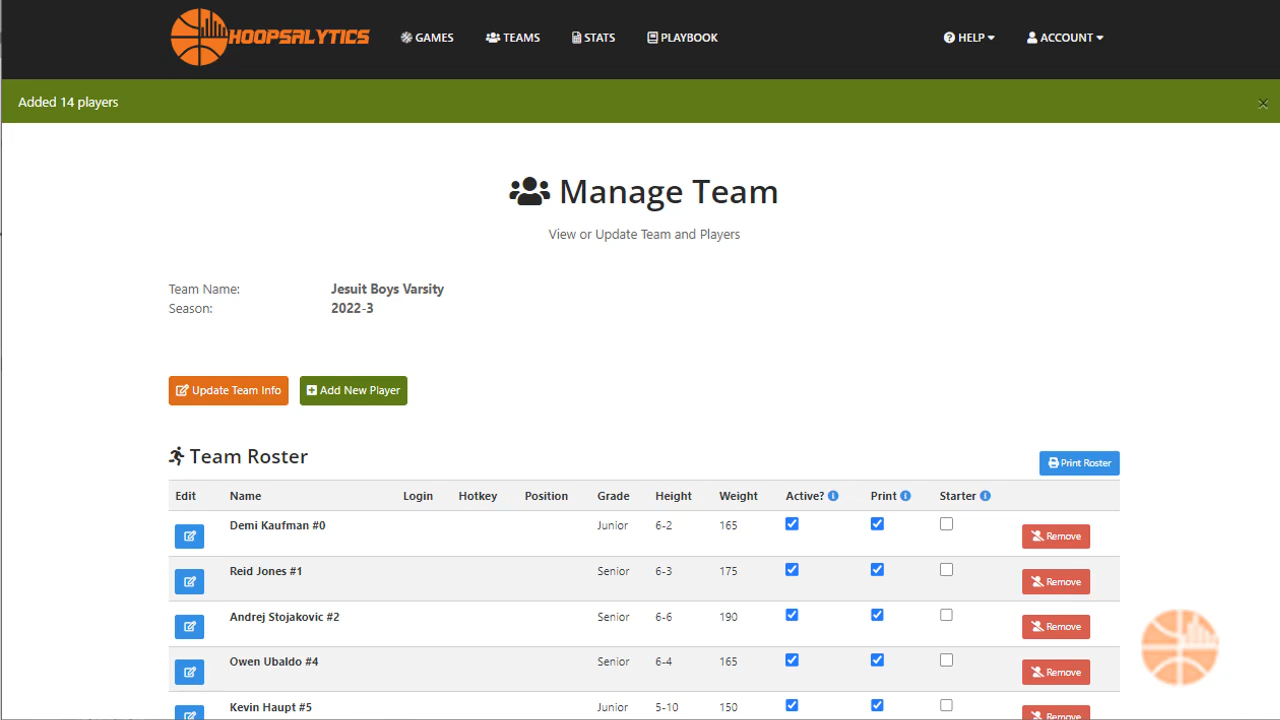 HOOPSALYTICS GAMES TEAMS STATS PLAYBOOK HELP ACCOUNT
Added 14 players ×
Manage Team
View or Update Team and Players
Team Name: Jesuit Boys Varsity
Season: 2022-3
Update Team Info Add New Player
Team Roster Print Roster
Edit Name Login Hotkey Position Grade Height Weight Active? Print Starter
Demi Kaufman #0 Junior 6-2 165 Remove
Reid Jones #1 Senior 6-3 175 Remove
Andrej Stojakovic #2 Senior 6-6 190 Remove
Owen Ubaldo #4 Senior 6-4 165 Remove
Kevin Haupt #5 Junior 5-10 150 Remove